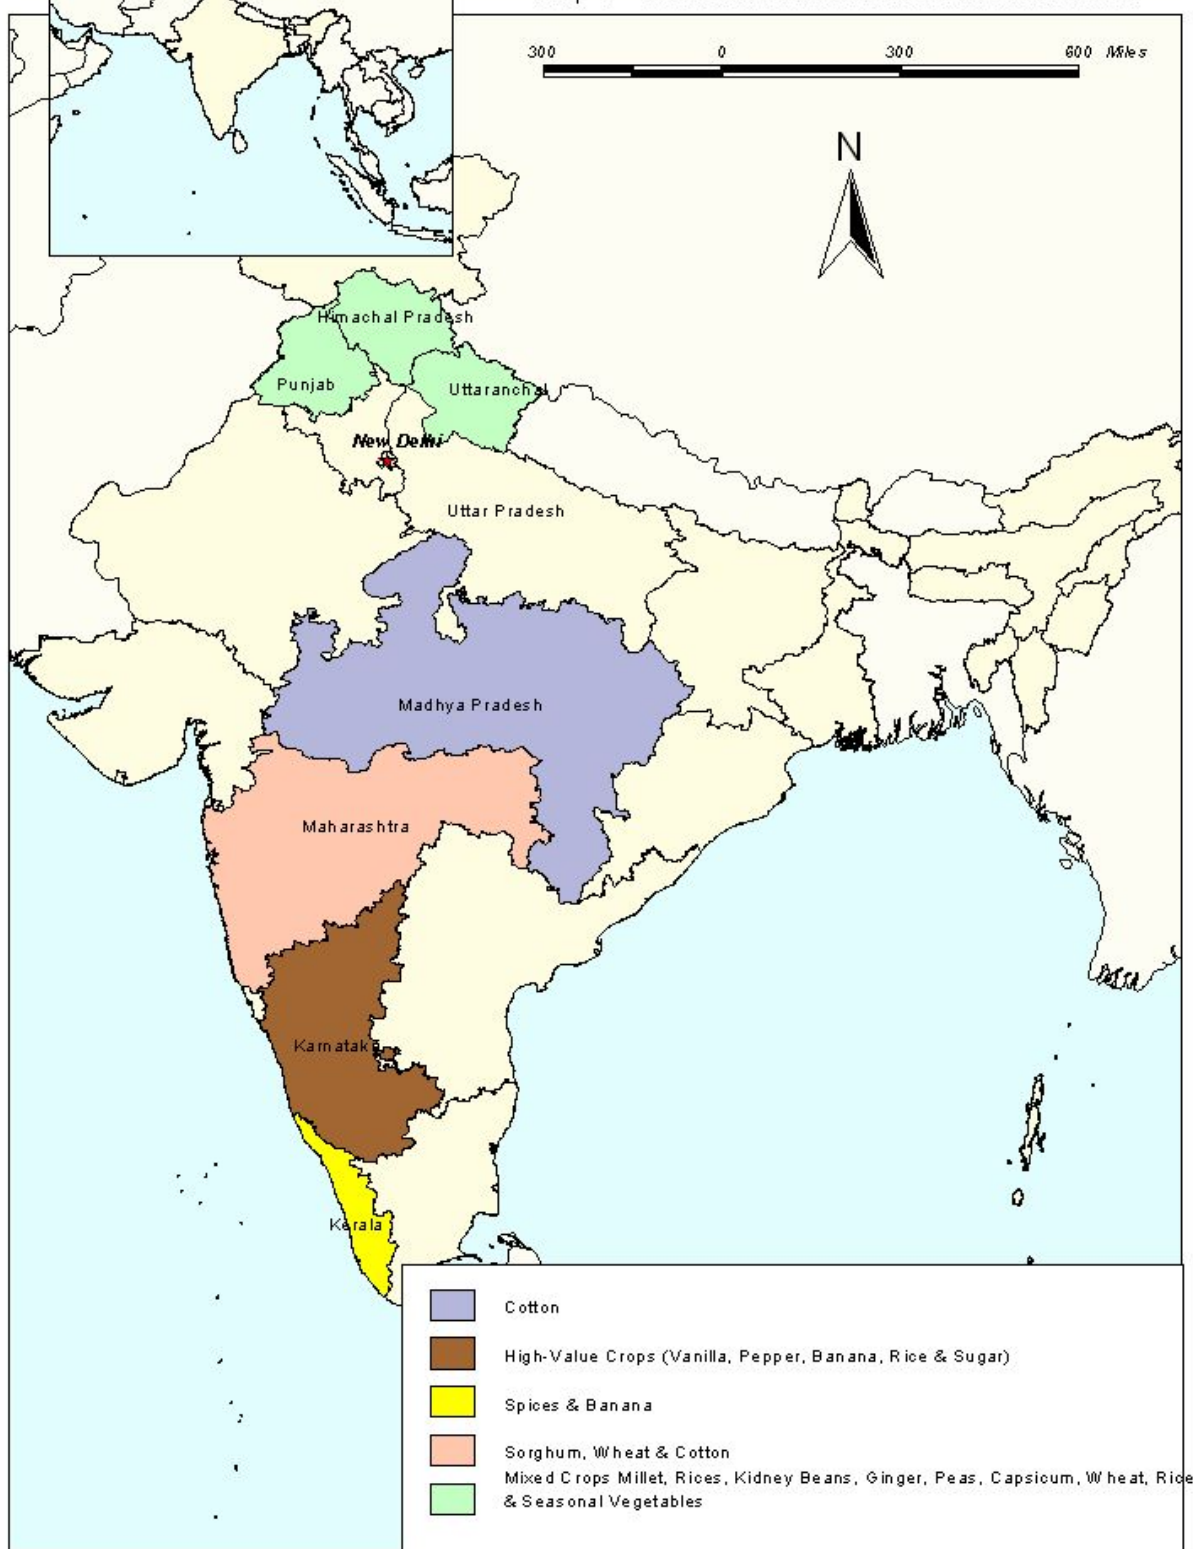 300 0 300 600 Miles
N
Himachal Pradesh
Punjab
Uttaranchal
New Delhi
Uttar Pradesh
Madhya Pradesh
Maharashtra
Karnataka
Kerala
Cotton
High-Value Crops (Vanilla, Pepper, Banana, Rice & Sugar)
Spices & Banana
Sorghum, Wheat & Cotton
Mixed Crops Millet, Rices, Kidney Beans, Ginger, Peas, Capsicum, Wheat, Rice
& Seasonal Vegetables